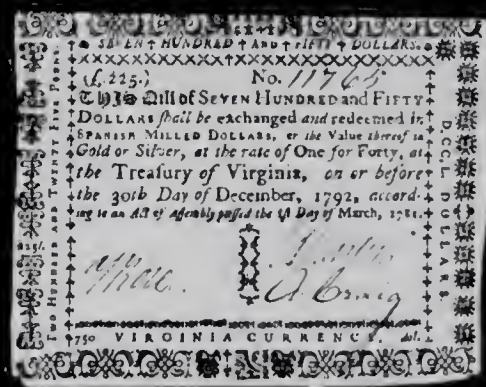 SEVEN HUNDRED AND FIFTY DOLLARS.
(£.225.) No. 11765
THIS Bill of SEVEN HUNDRED and FIFTY
DOLLARS ſhall be exchanged and redeemed in
SPANISH MILLED DOLLARS, or the Value thereof in
Gold or Silver, at the rate of One for Forty, at
the Treasury of Virginia, on or before
the 30th Day of December, 1792, accord-
ing to an Act of Aſſembly paſſed the Day of March, 1781.
A. Craig
750 VIRGINIA CURRENCY. dol.
TWO HUNDRED AND TWENTY FIVE POUNDS
D,CC,L DOLLARS.